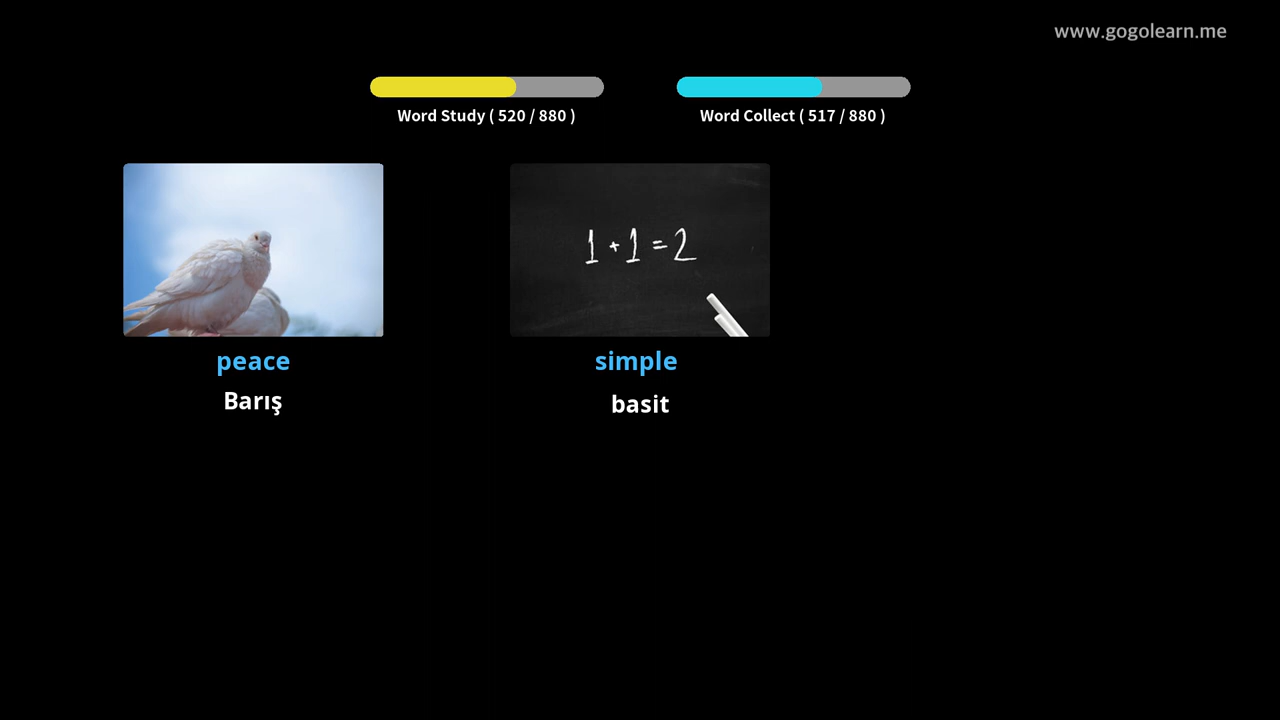 www.gogolearn.me
Word Study ( 520 / 880 )
Word Collect ( 517 / 880 )
1 + 1 = 2
peace
simple
Barış
basit